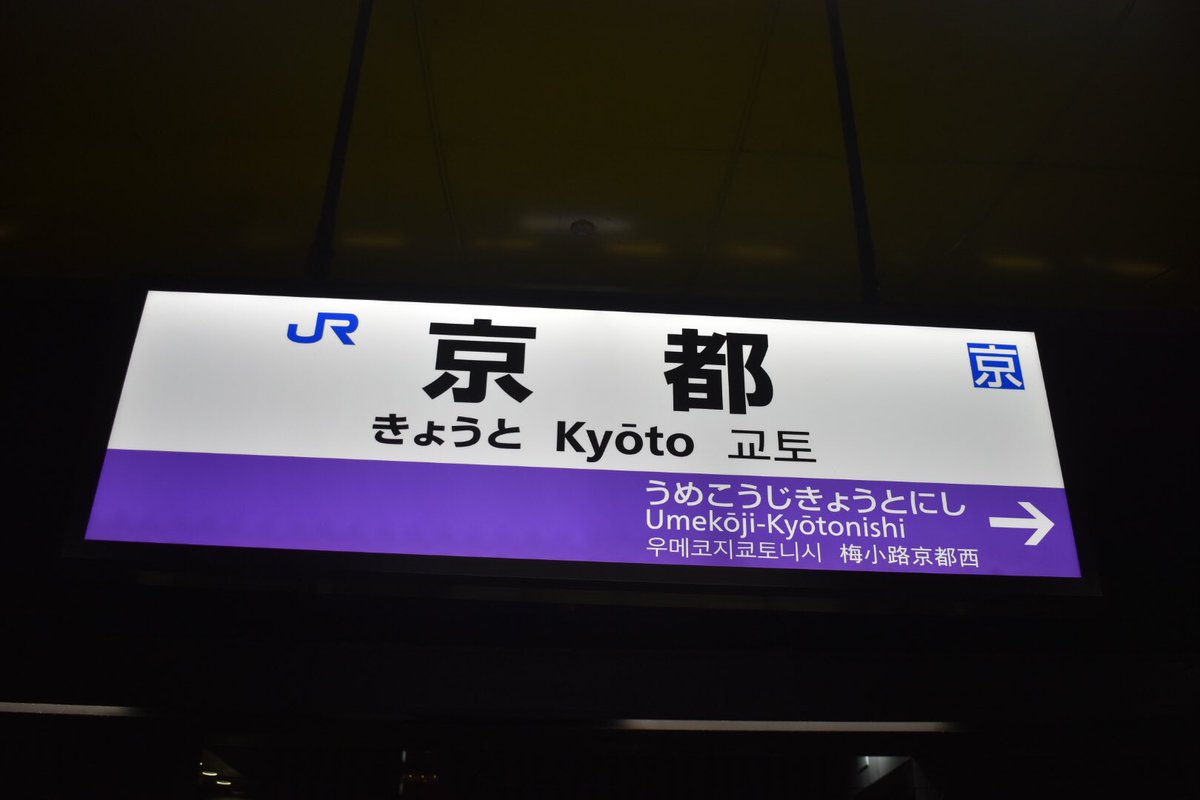 JR 京都 京
きょうと Kyōto 교토
うめこうじきょうとにし
Umekōji-Kyōtonishi →
우메코지쿄토니시 梅小路京都西